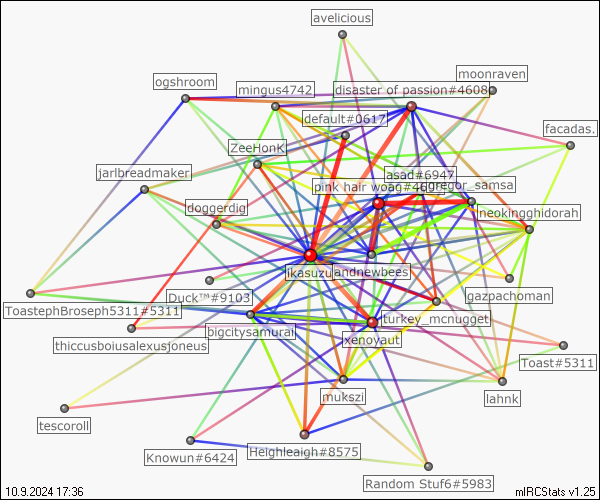 avelicious
moonraven
ogshroom
mingus4742
disaster of passion#4608
default#0617
facadas.
ZeeHonK
jarlbreadmaker
asad#6947
pink hair woag#46
gregor_samsa
doggerdig
neokingghidorah
ikasuzu
andnewbees
Duck™#9103
gazpachoman
ToastephBroseph5311#5311
turkey_mcnugget
bigcitysamurai
thiccusboiusalexusjoneus
xenoyaut
Toast#5311
mukszi
lahnk
tescoroll
Heighleaigh#8575
Knowun#6424
Random Stuf6#5983
10.9.2024 17:36
mIRCStats v1.25